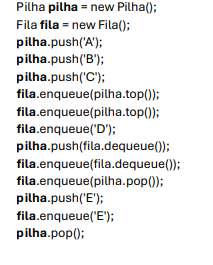 Pilha pilha = new Pilha();
Fila fila = new Fila();
pilha.push('A');
pilha.push('B');
pilha.push('C');
fila.enqueue(pilha.top());
fila.enqueue(pilha.top());
fila.enqueue('D');
pilha.push(fila.dequeue());
fila.enqueue(fila.dequeue());
fila.enqueue(pilha.pop());
pilha.push('E');
fila.enqueue('E');
pilha.pop();